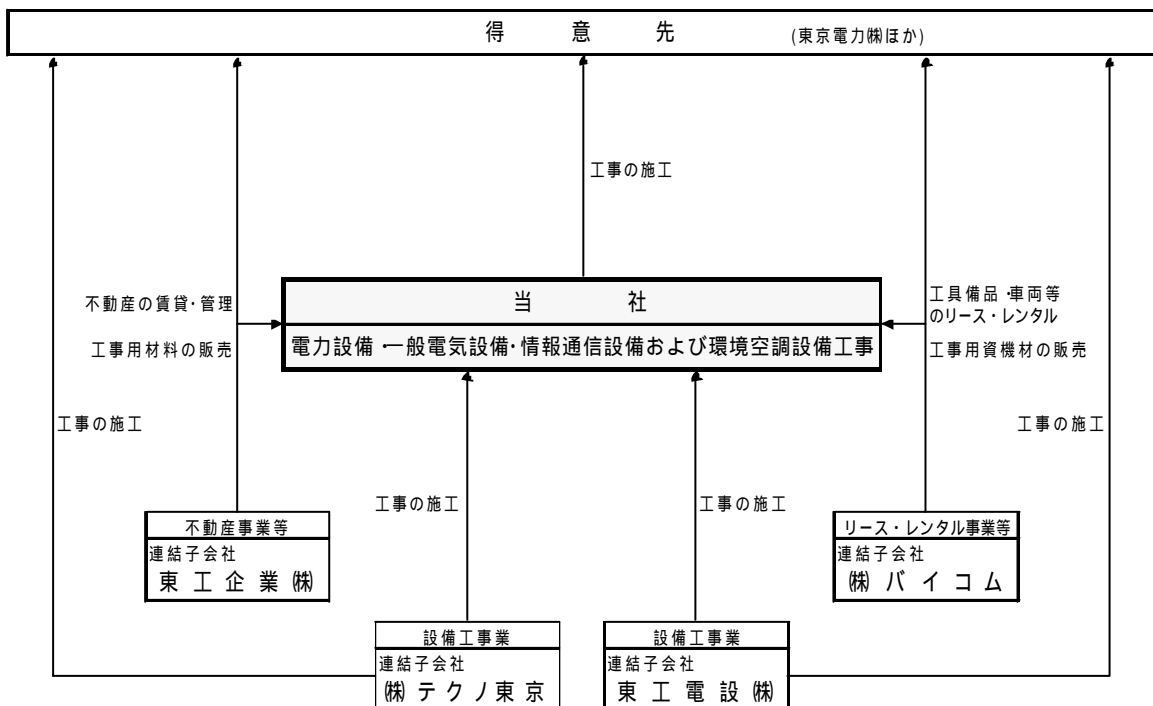 得意先 (東京電力㈱ほか)
工事の施工
不動産の賃貸・管理
工事用材料の販売
当社
電力設備・一般電気設備・情報通信設備および環境空調設備工事
工具備品・車両等
のリース・レンタル
工事用資機材の販売
工事の施工
工事の施工
工事の施工
工事の施工
不動産事業等
連結子会社
東工企業㈱
リース・レンタル事業等
連結子会社
㈱バイコム
設備工事業
連結子会社
㈱テクノ東京
設備工事業
連結子会社
東工電設㈱